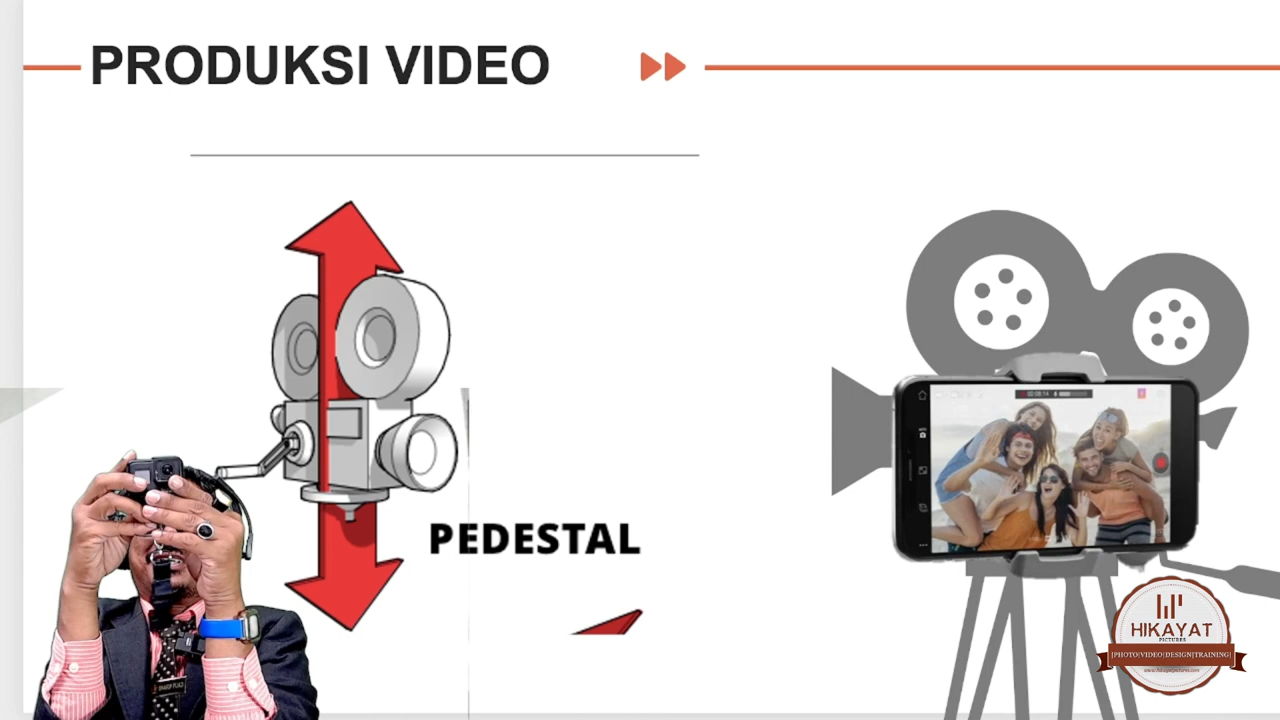 PRODUKSI VIDEO
PEDESTAL
HIKAYAT
PICTURES
|PHOTO|VIDEO|DESIGN|TRAINING|